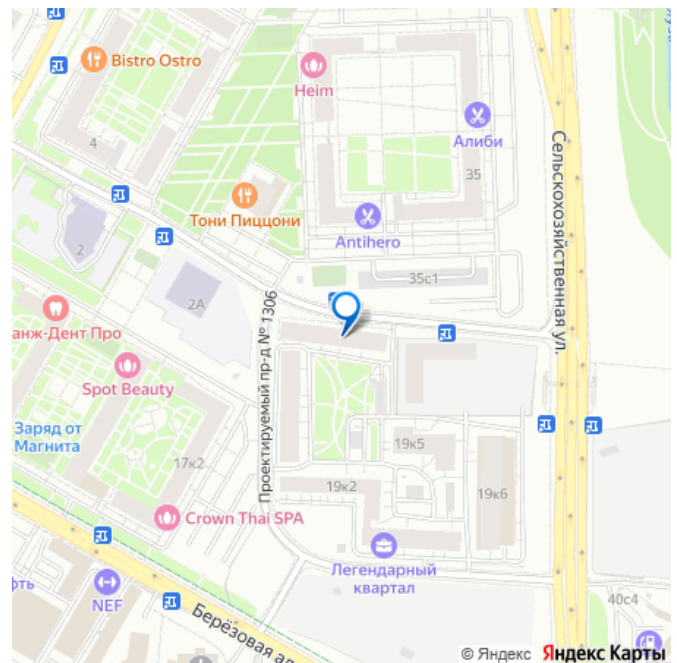 Bistro Ostro
Heim
4
Алиби
35
Тони Пиццони
Antihero
2
35с1
2А
Сельскохозяйственная ул.
Проектируемый пр-д № 1306
анж-Дент Про
Spot Beauty
Заряд от
Магнита
17к2
19к5
19к2
19к6
Crown Thai SPA
Легендарный
квартал
NEF
Берёзовая ал
40с4
© Яндекс Яндекс Карты